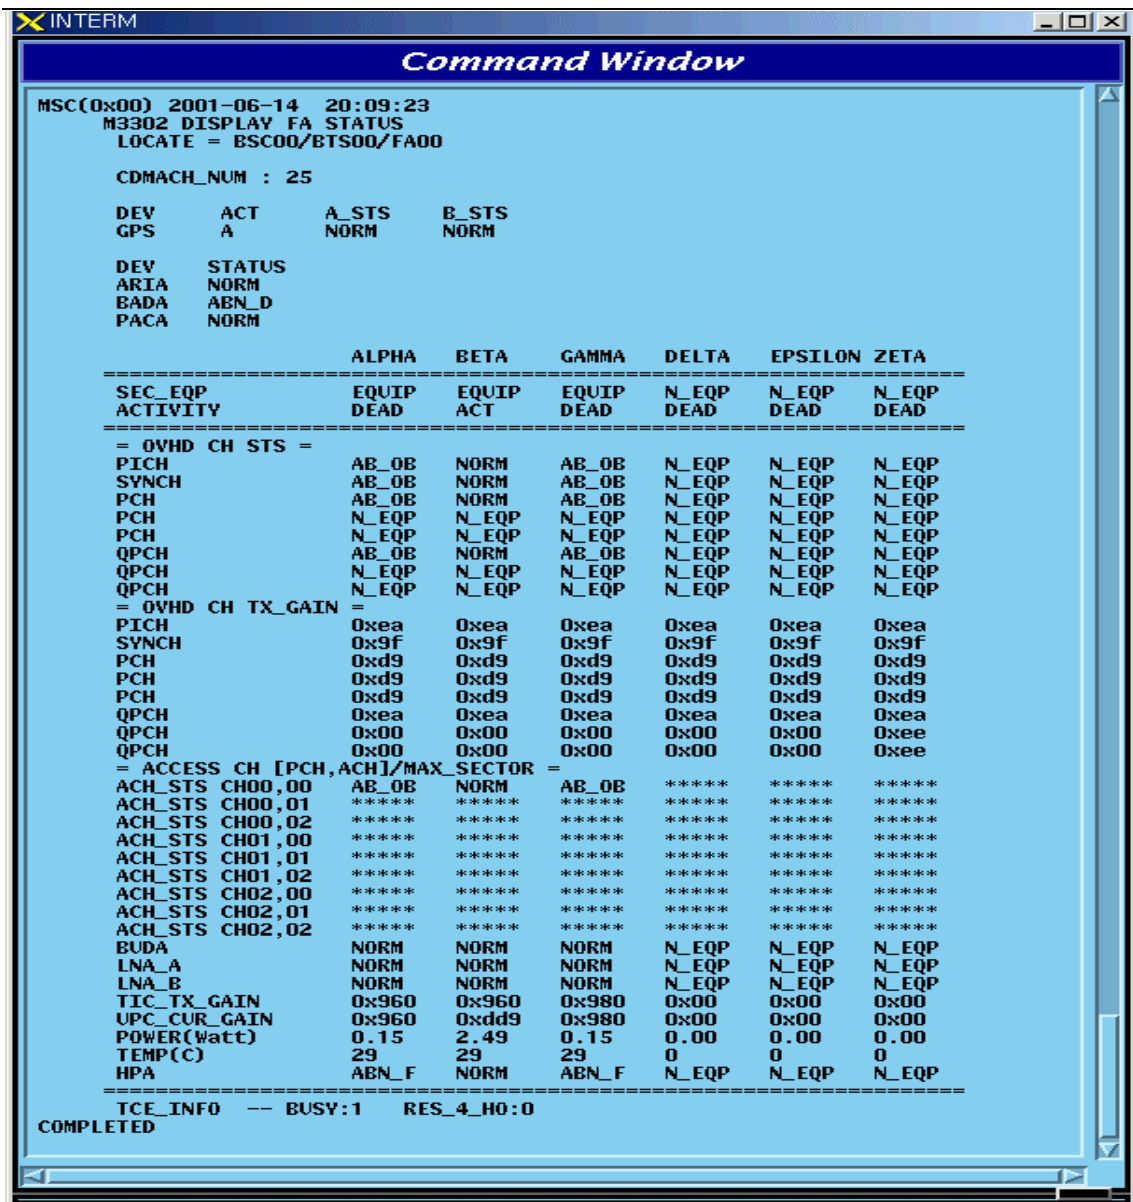 INTERM
Command Window
MSC(0x00) 2001-06-14 20:09:23
M3302 DISPLAY FA STATUS
LOCATE = BSC00/BTS00/FA00
CDMACH_NUM : 25
DEV ACT A_STS B_STS
GPS A NORM NORM
DEV STATUS
ARIA NORM
BADA ABN_D
PACA NORM
ALPHA BETA GAMMA DELTA EPSILON ZETA
==================================================================
SEC_EQP EQUIP EQUIP EQUIP N_EQP N_EQP N_EQP
ACTIVITY DEAD ACT DEAD DEAD DEAD DEAD
==================================================================
= OVHD CH STS =
PICH AB_OB NORM AB_OB N_EQP N_EQP N_EQP
SYNCH AB_OB NORM AB_OB N_EQP N_EQP N_EQP
PCH AB_OB NORM AB_OB N_EQP N_EQP N_EQP
PCH N_EQP N_EQP N_EQP N_EQP N_EQP N_EQP
PCH N_EQP N_EQP N_EQP N_EQP N_EQP N_EQP
QPCH AB_OB NORM AB_OB N_EQP N_EQP N_EQP
QPCH N_EQP N_EQP N_EQP N_EQP N_EQP N_EQP
QPCH N_EQP N_EQP N_EQP N_EQP N_EQP N_EQP
= OVHD CH TX_GAIN =
PICH 0xea 0xea 0xea 0xea 0xea 0xea
SYNCH 0x9f 0x9f 0x9f 0x9f 0x9f 0x9f
PCH 0xd9 0xd9 0xd9 0xd9 0xd9 0xd9
PCH 0xd9 0xd9 0xd9 0xd9 0xd9 0xd9
PCH 0xd9 0xd9 0xd9 0xd9 0xd9 0xd9
QPCH 0xea 0xea 0xea 0xea 0xea 0xea
QPCH 0x00 0x00 0x00 0x00 0x00 0xee
QPCH 0x00 0x00 0x00 0x00 0x00 0xee
= ACCESS CH [PCH,ACH]/MAX_SECTOR =
ACH_STS CH00,00 AB_OB NORM AB_OB ***** ***** *****
ACH_STS CH00,01 ***** ***** ***** ***** ***** *****
ACH_STS CH00,02 ***** ***** ***** ***** ***** *****
ACH_STS CH01,00 ***** ***** ***** ***** ***** *****
ACH_STS CH01,01 ***** ***** ***** ***** ***** *****
ACH_STS CH01,02 ***** ***** ***** ***** ***** *****
ACH_STS CH02,00 ***** ***** ***** ***** ***** *****
ACH_STS CH02,01 ***** ***** ***** ***** ***** *****
ACH_STS CH02,02 ***** ***** ***** ***** ***** *****
BUDA NORM NORM NORM N_EQP N_EQP N_EQP
LNA_A NORM NORM NORM N_EQP N_EQP N_EQP
LNA_B NORM NORM NORM N_EQP N_EQP N_EQP
TIC_TX_GAIN 0x960 0x960 0x980 0x00 0x00 0x00
UPC_CUR_GAIN 0x960 0xdd9 0x980 0x00 0x00 0x00
POWER(Watt) 0.15 2.49 0.15 0.00 0.00 0.00
TEMP(C) 29 29 29 0 0 0
HPA ABN_F NORM ABN_F N_EQP N_EQP N_EQP
==================================================================
TCE_INFO -- BUSY:1 RES_4_HO:0
COMPLETED